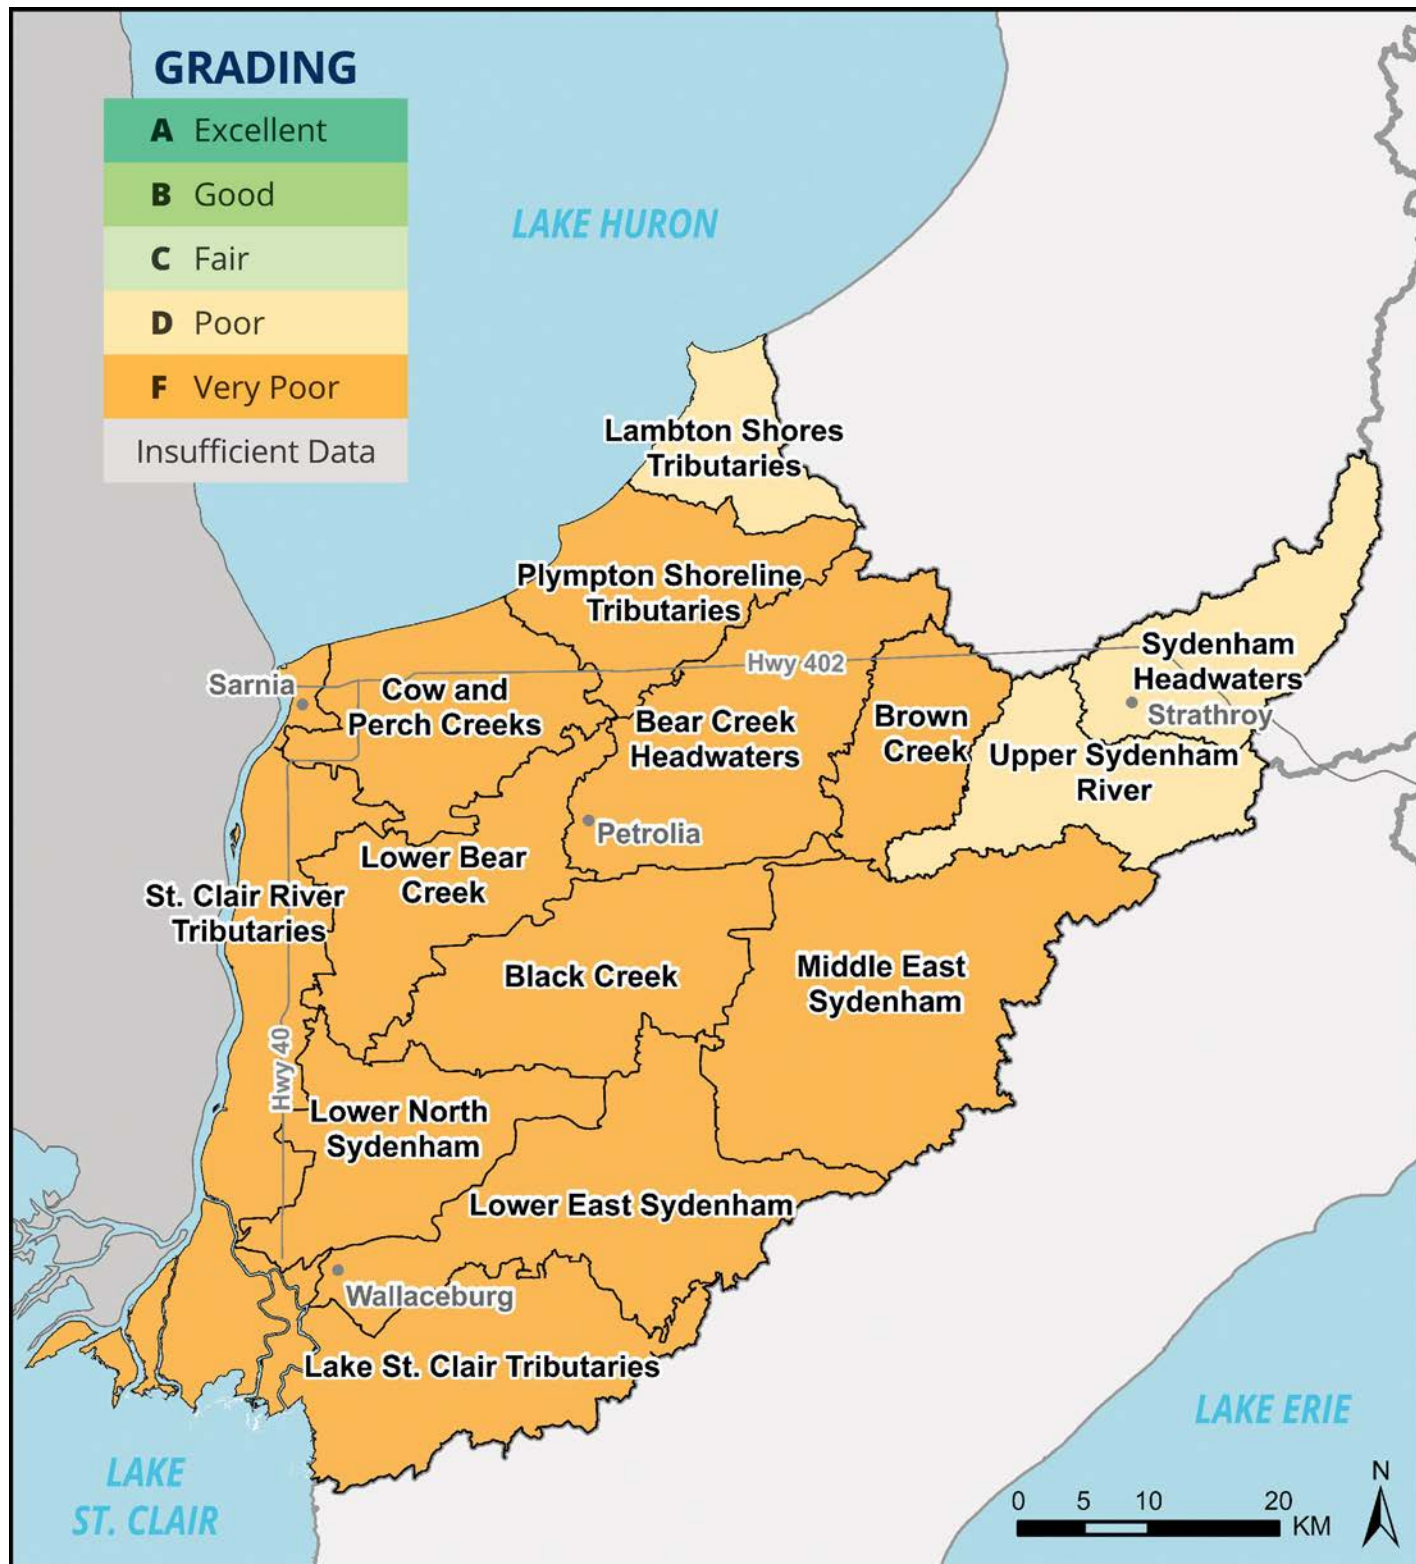 GRADING
A Excellent
B Good
C Fair
D Poor
F Very Poor
Insufficient Data
LAKE HURON
Lambton Shores
Tributaries
Plympton Shoreline
Tributaries
Hwy 402
Sydenham
Headwaters
Strathroy
Sarnia
Cow and
Perch Creeks
Bear Creek
Headwaters
Brown
Creek
Upper Sydenham
River
Petrolia
Lower Bear
Creek
St. Clair River
Tributaries
Black Creek
Middle East
Sydenham
Hwy 40
Lower North
Sydenham
Lower East Sydenham
Wallaceburg
Lake St. Clair Tributaries
LAKE ERIE
LAKE
ST. CLAIR
N
0 5 10 20
KM